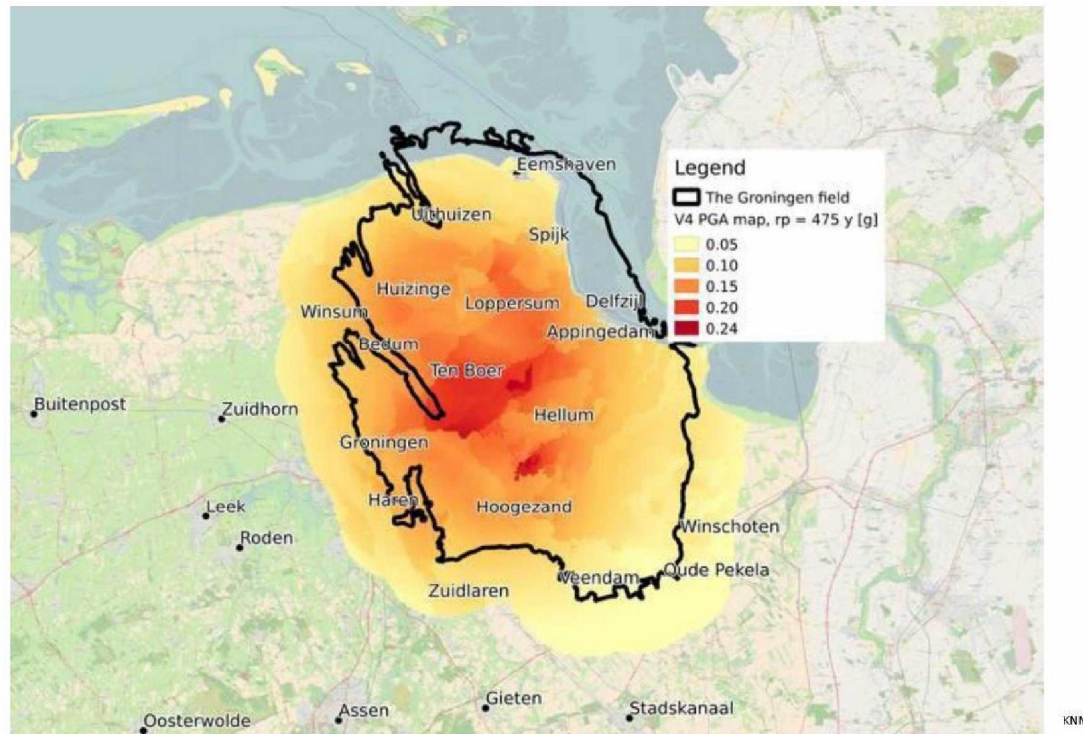 Eemshaven
Legend
The Groningen field
V4 PGA map, rp = 475 y [g]
0.05
0.10
0.15
0.20
0.24
Uithuizen
Spijk
Huizinge
Loppersum
Delfzijl
Winsum
Appingedam
Bedum
Ten Boer
Buitenpost
Zuidhorn
Hellum
Groningen
Haren
Hoogezand
Leek
Roden
Winschoten
Veendam
Oude Pekela
Zuidlaren
Gieten
Stadskanaal
Assen
Oosterwolde